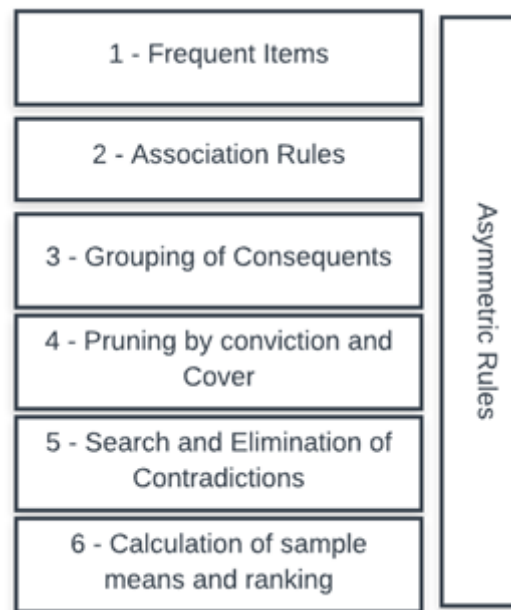 1 - Frequent Items
2 - Association Rules
3 - Grouping of Consequents
4 - Pruning by conviction and
Cover
5 - Search and Elimination of
Contradictions
6 - Calculation of sample
means and ranking
Asymmetric Rules